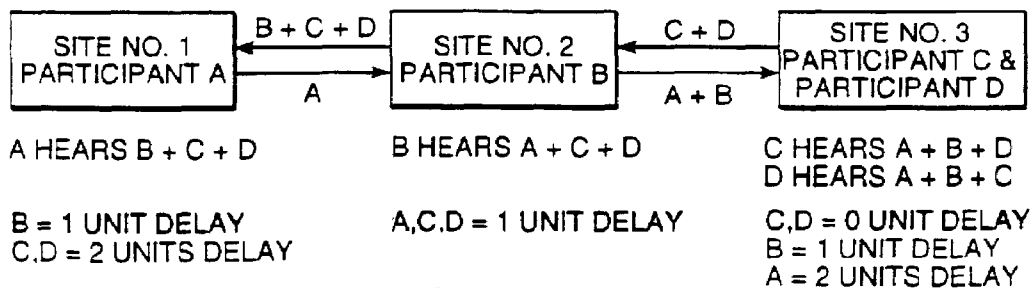 SITE NO. 1
PARTICIPANT A
B + C + D
A
SITE NO. 2
PARTICIPANT B
C + D
A + B
SITE NO. 3
PARTICIPANT C &
PARTICIPANT D
A HEARS B + C + D
B = 1 UNIT DELAY
C,D = 2 UNITS DELAY
B HEARS A + C + D
A,C,D = 1 UNIT DELAY
C HEARS A + B + D
D HEARS A + B + C
C,D = 0 UNIT DELAY
B = 1 UNIT DELAY
A = 2 UNITS DELAY